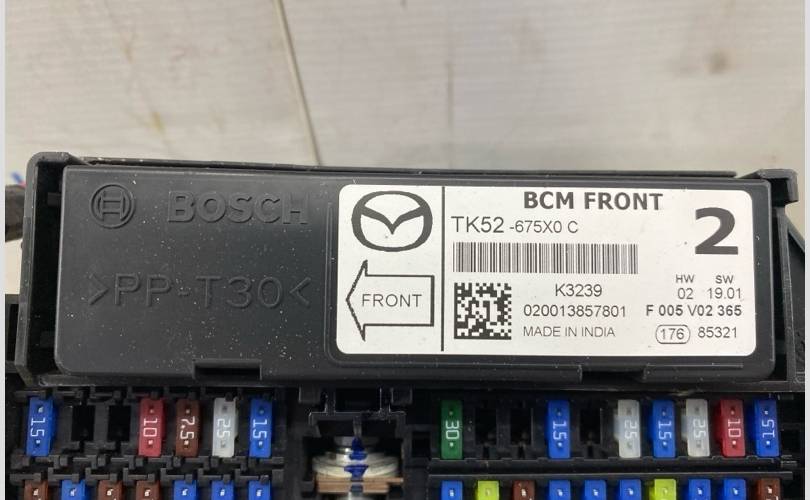 BOSCH
>PP-T30<
BCM FRONT
TK52-675X0 C
2
FRONT
K3239
020013857801
MADE IN INDIA
HW SW
02 19.01
F 005 V02 365
176 85321
15 10 7.5 25 15 30 15 25 15 25 10 15